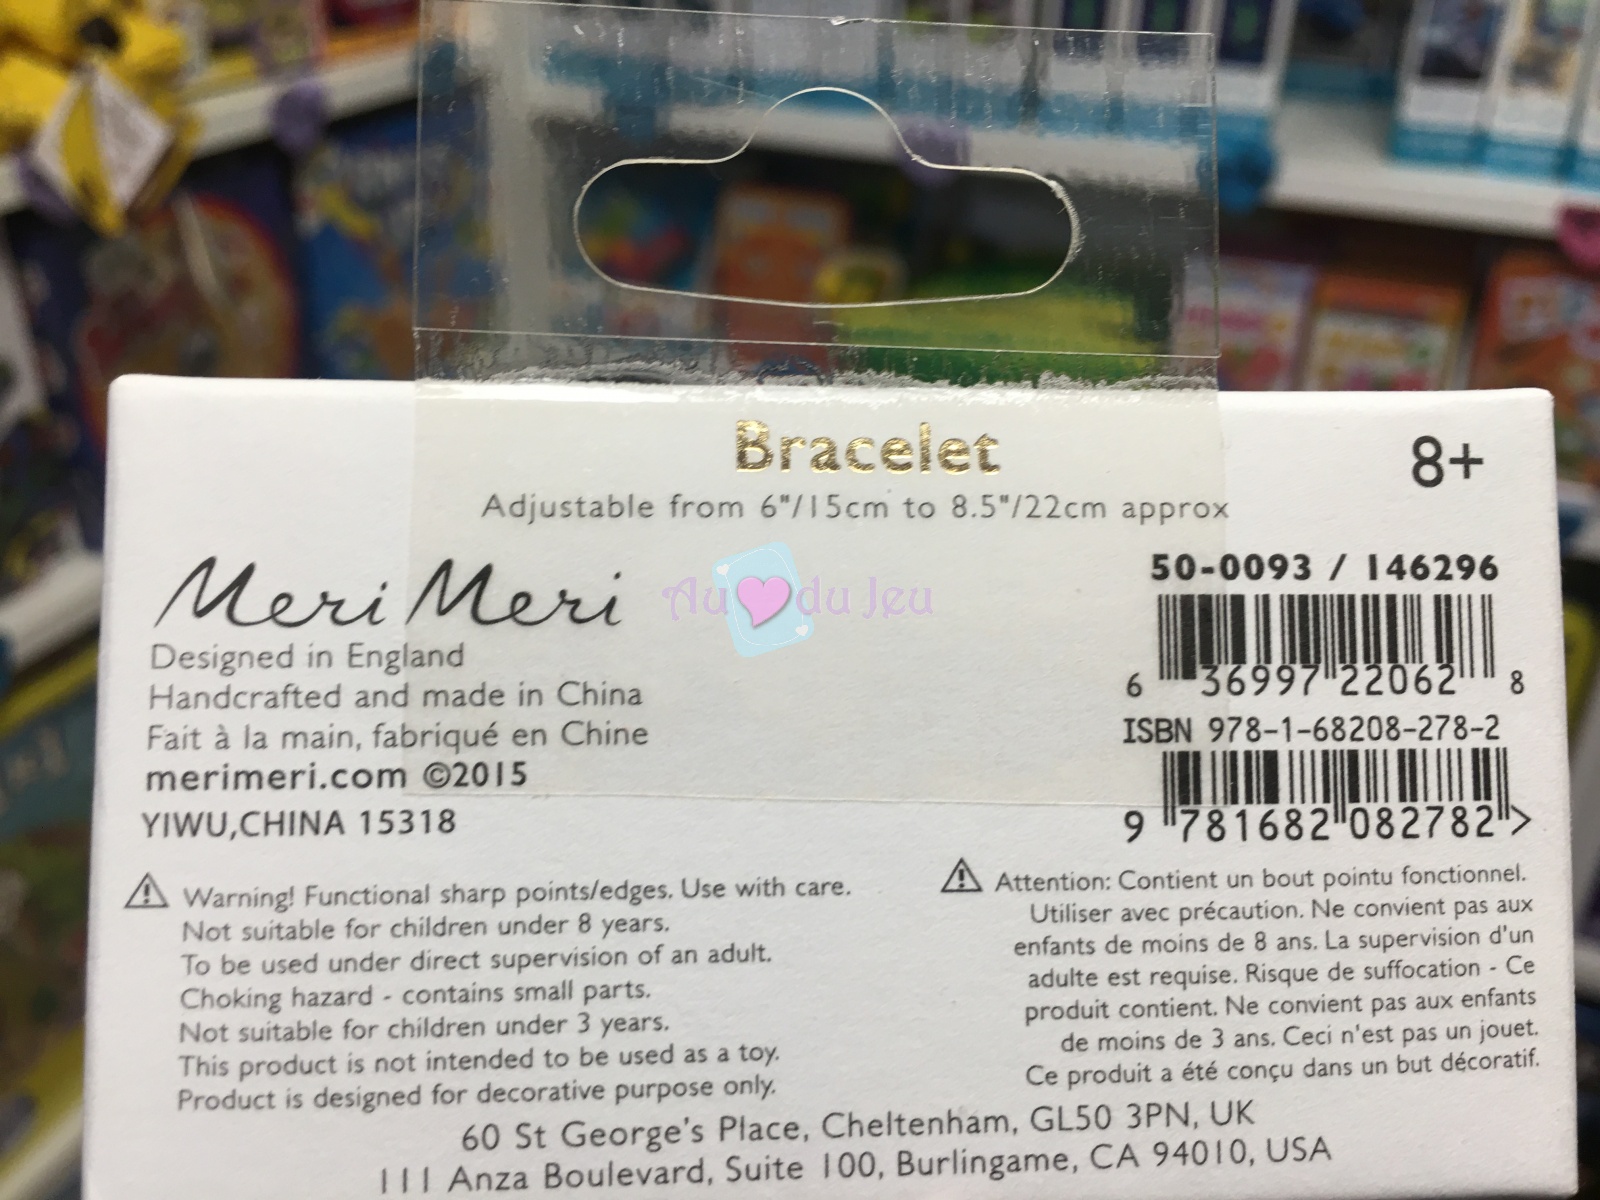 Bracelet
8+
Adjustable from 6"/15cm to 8.5"/22cm approx
Meri Meri
Au du Jeu
Designed in England
Handcrafted and made in China
Fait à la main, fabriqué en Chine
merimeri.com ©2015
YIWU,CHINA 15318
50-0093 / 146296
6 36997 22062 8
ISBN 978-1-68208-278-2
9 781682 082782 >
Warning! Functional sharp points/edges. Use with care.
Not suitable for children under 8 years.
To be used under direct supervision of an adult.
Choking hazard - contains small parts.
Not suitable for children under 3 years.
This product is not intended to be used as a toy.
Product is designed for decorative purpose only.
Attention: Contient un bout pointu fonctionnel.
Utiliser avec précaution. Ne convient pas aux
enfants de moins de 8 ans. La supervision d'un
adulte est requise. Risque de suffocation - Ce
produit contient. Ne convient pas aux enfants
de moins de 3 ans. Ceci n'est pas un jouet.
Ce produit a été conçu dans un but décoratif.
60 St George's Place, Cheltenham, GL50 3PN, UK
111 Anza Boulevard, Suite 100, Burlingame, CA 94010, USA